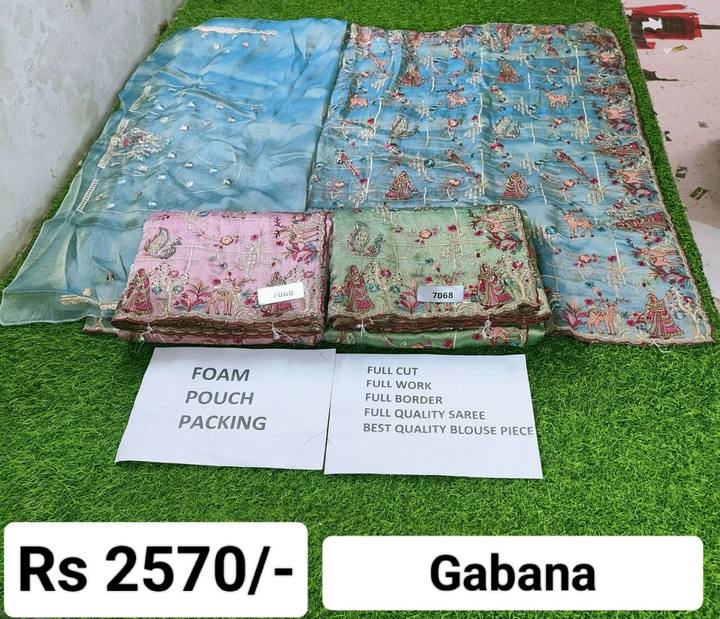 7068
7068
FOAM
POUCH
PACKING
FULL CUT
FULL WORK
FULL BORDER
FULL QUALITY SAREE
BEST QUALITY BLOUSE PIECE
Rs 2570/-
Gabana